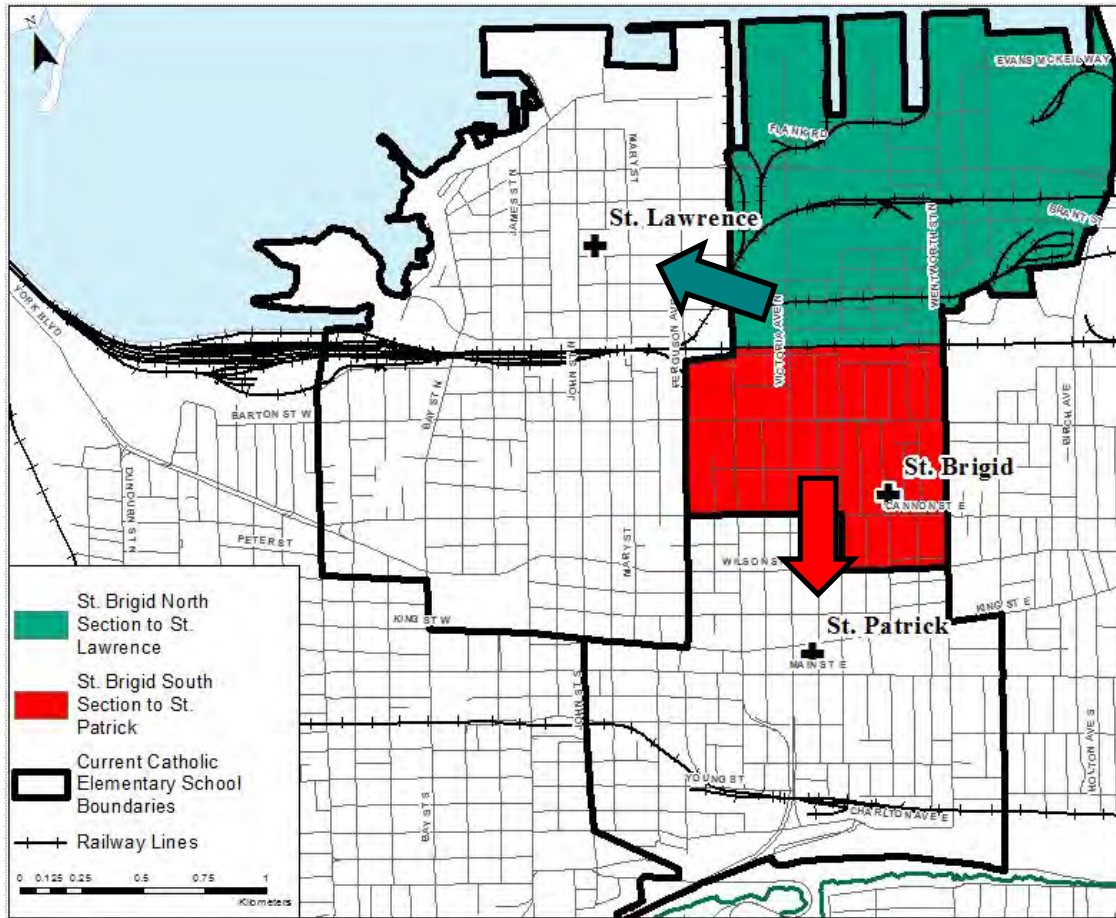 N
EVANS MCKEILWAY
FLANK RD
MARY ST
JAMES ST N
St. Lawrence
BRANT ST
WENTWORTH ST N
YORK BLVD
FERGUSON AVE
VICTORIA AVE N
JOHN ST N
BAY ST N
BARTON ST W
BIRCH AVE
St. Brigid
CANNON ST E
DUNDURN ST N
PETER ST
MARY ST
WILSON ST
KING ST E
KING ST W
St. Patrick
MAIN ST E
JOHN ST S
HOLTON AVE S
YOUNG ST
CHARLTON AVE E
BAY ST S
St. Brigid North
Section to St.
Lawrence
St. Brigid South
Section to St.
Patrick
Current Catholic
Elementary School
Boundaries
Railway Lines
0 0.125 0.25 0.5 0.75 1
Kilometers